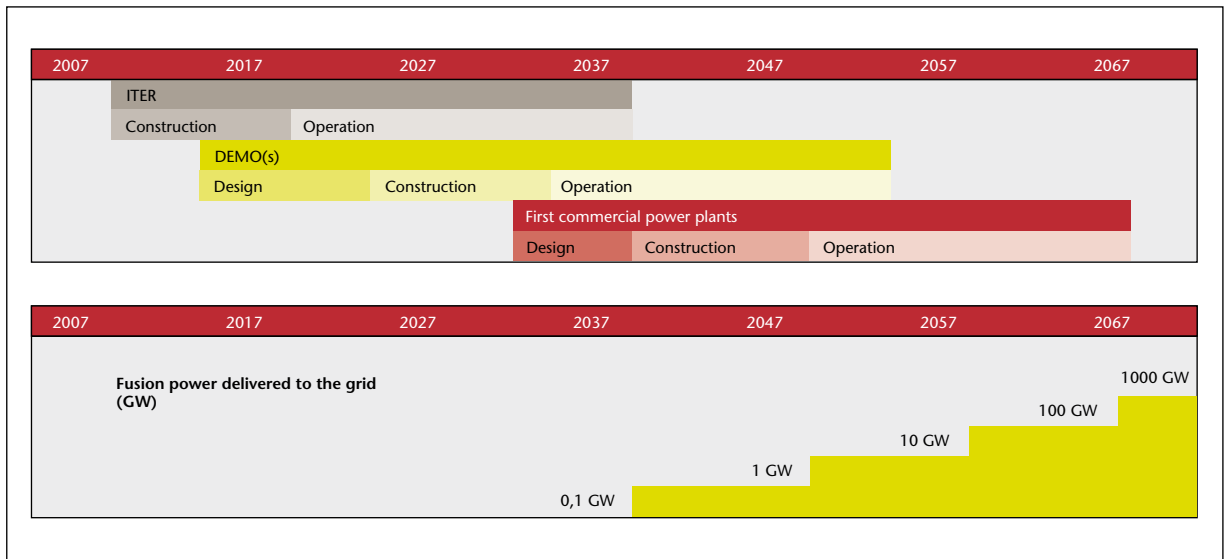 2007 2017 2027 2037 2047 2057 2067
ITER
Construction Operation
DEMO(s)
Design Construction Operation
First commercial power plants
Design Construction Operation
2007 2017 2027 2037 2047 2057 2067
Fusion power delivered to the grid
(GW)
1000 GW
100 GW
10 GW
1 GW
0,1 GW